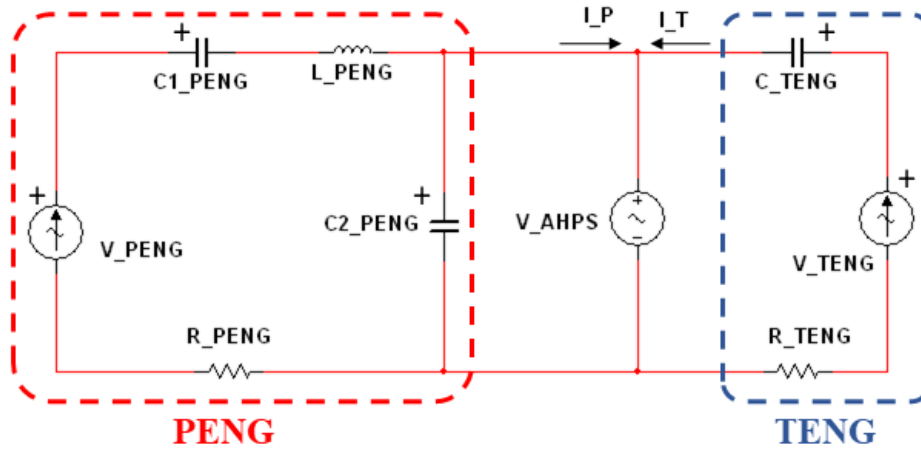 I_P I_T
+ + +
C1_PENG L_PENG C_TENG
+ + + +
C2_PENG V_AHPS
V_PENG V_TENG
−
R_PENG R_TENG
PENG TENG